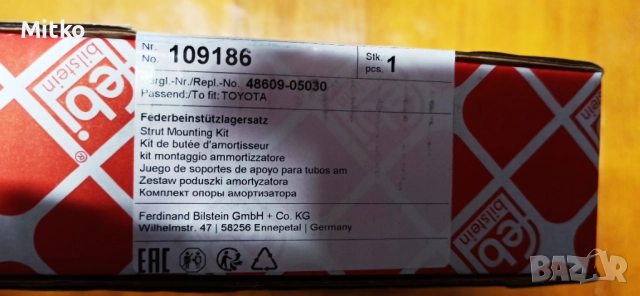 Mitko
febi
bilstein
®
Nr.
No. 109186
Stk.
pcs. 1
Vergl.-Nr./Repl.-No. 48609-05030
Passend:/To fit: TOYOTA
Federbeinstützlagersatz
Strut Mounting Kit
Kit de butée d'amortisseur
kit montaggio ammortizzatore
Juego de soportes de apoyo para tubos am
Zestaw poduszki amortyzatora
Комплект опоры амортизатора
Ferdinand Bilstein GmbH + Co. KG
Wilhelmstr. 47 | 58256 Ennepetal | Germany
EAC
febi
bilstein
BAZAR